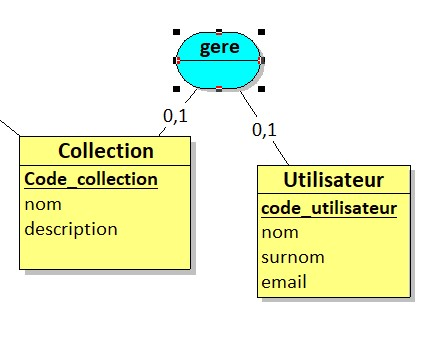 gere
0,1
0,1
Collection
Code_collection
nom
description
Utilisateur
code_utilisateur
nom
surnom
email